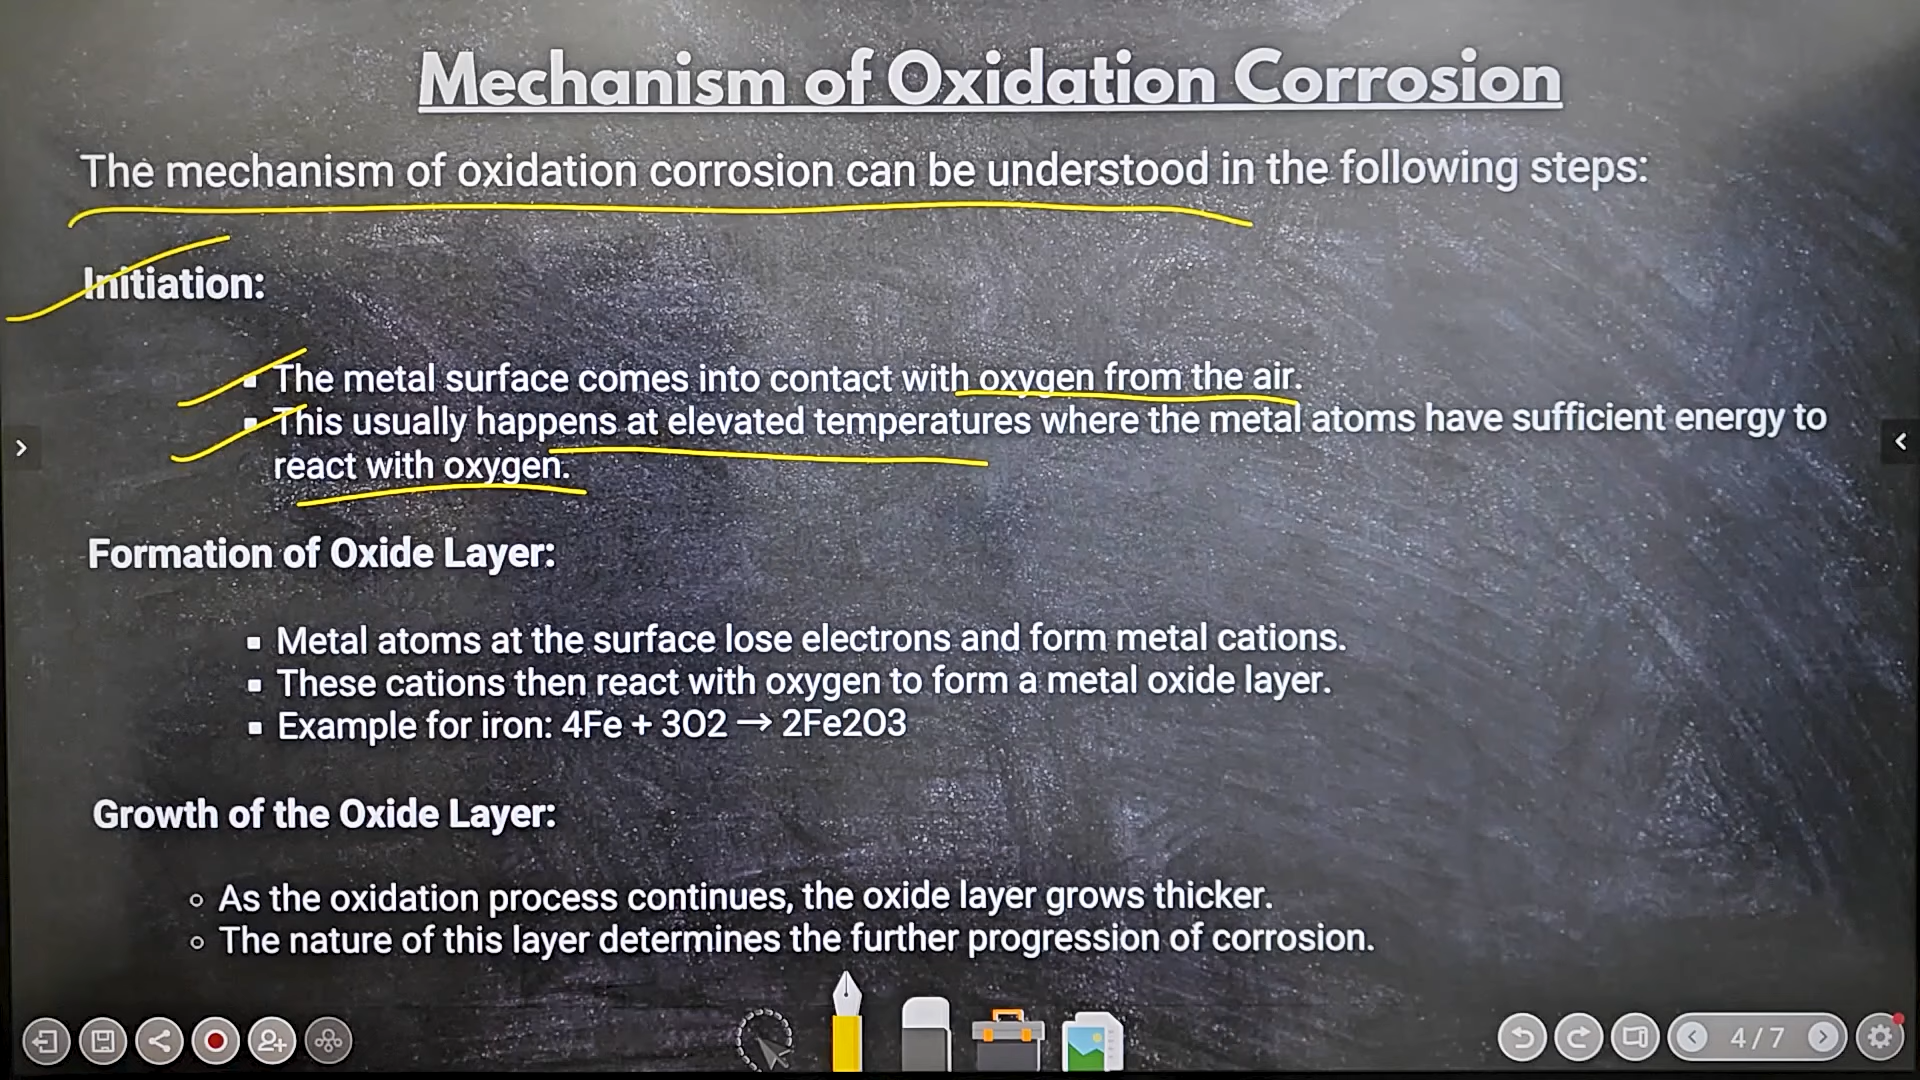 Mechanism of Oxidation Corrosion
The mechanism of oxidation corrosion can be understood in the following steps:
Initiation:
▪ The metal surface comes into contact with oxygen from the air.
▪ This usually happens at elevated temperatures where the metal atoms have sufficient energy to
react with oxygen.
Formation of Oxide Layer:
▪ Metal atoms at the surface lose electrons and form metal cations.
▪ These cations then react with oxygen to form a metal oxide layer.
▪ Example for iron: 4Fe + 3O2 → 2Fe2O3
Growth of the Oxide Layer:
○ As the oxidation process continues, the oxide layer grows thicker.
○ The nature of this layer determines the further progression of corrosion.
4/7